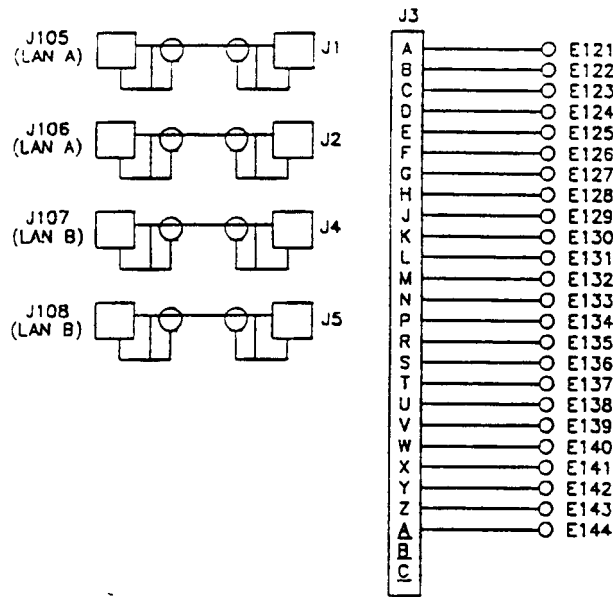 J105
(LAN A)
J1
J106
(LAN A)
J2
J107
(LAN B)
J4
J108
(LAN B)
J5
J3
A E121
B E122
C E123
D E124
E E125
F E126
G E127
H E128
J E129
K E130
L E131
M E132
N E133
P E134
R E135
S E136
T E137
U E138
V E139
W E140
X E141
Y E142
Z E143
A E144
B
C